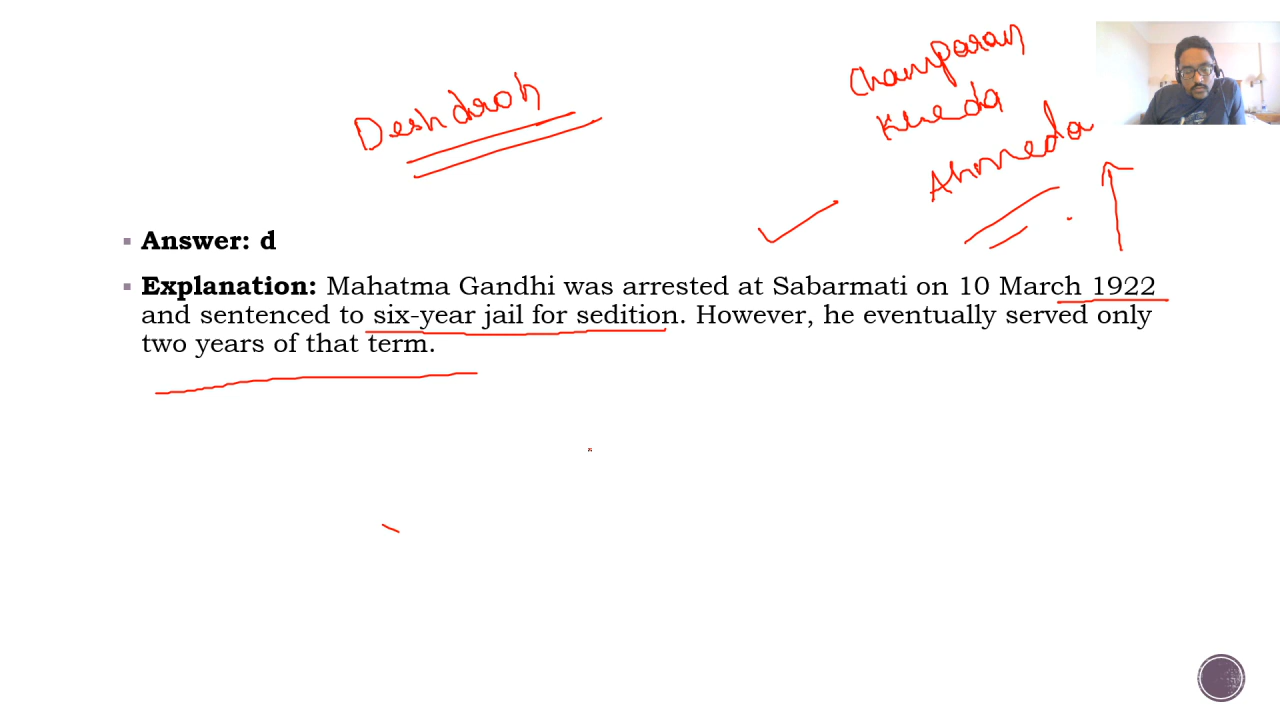 Champaran
Deshdroh
Kheda
Ahmeda
▪ Answer: d
▪ Explanation: Mahatma Gandhi was arrested at Sabarmati on 10 March 1922
and sentenced to six-year jail for sedition. However, he eventually served only
two years of that term.